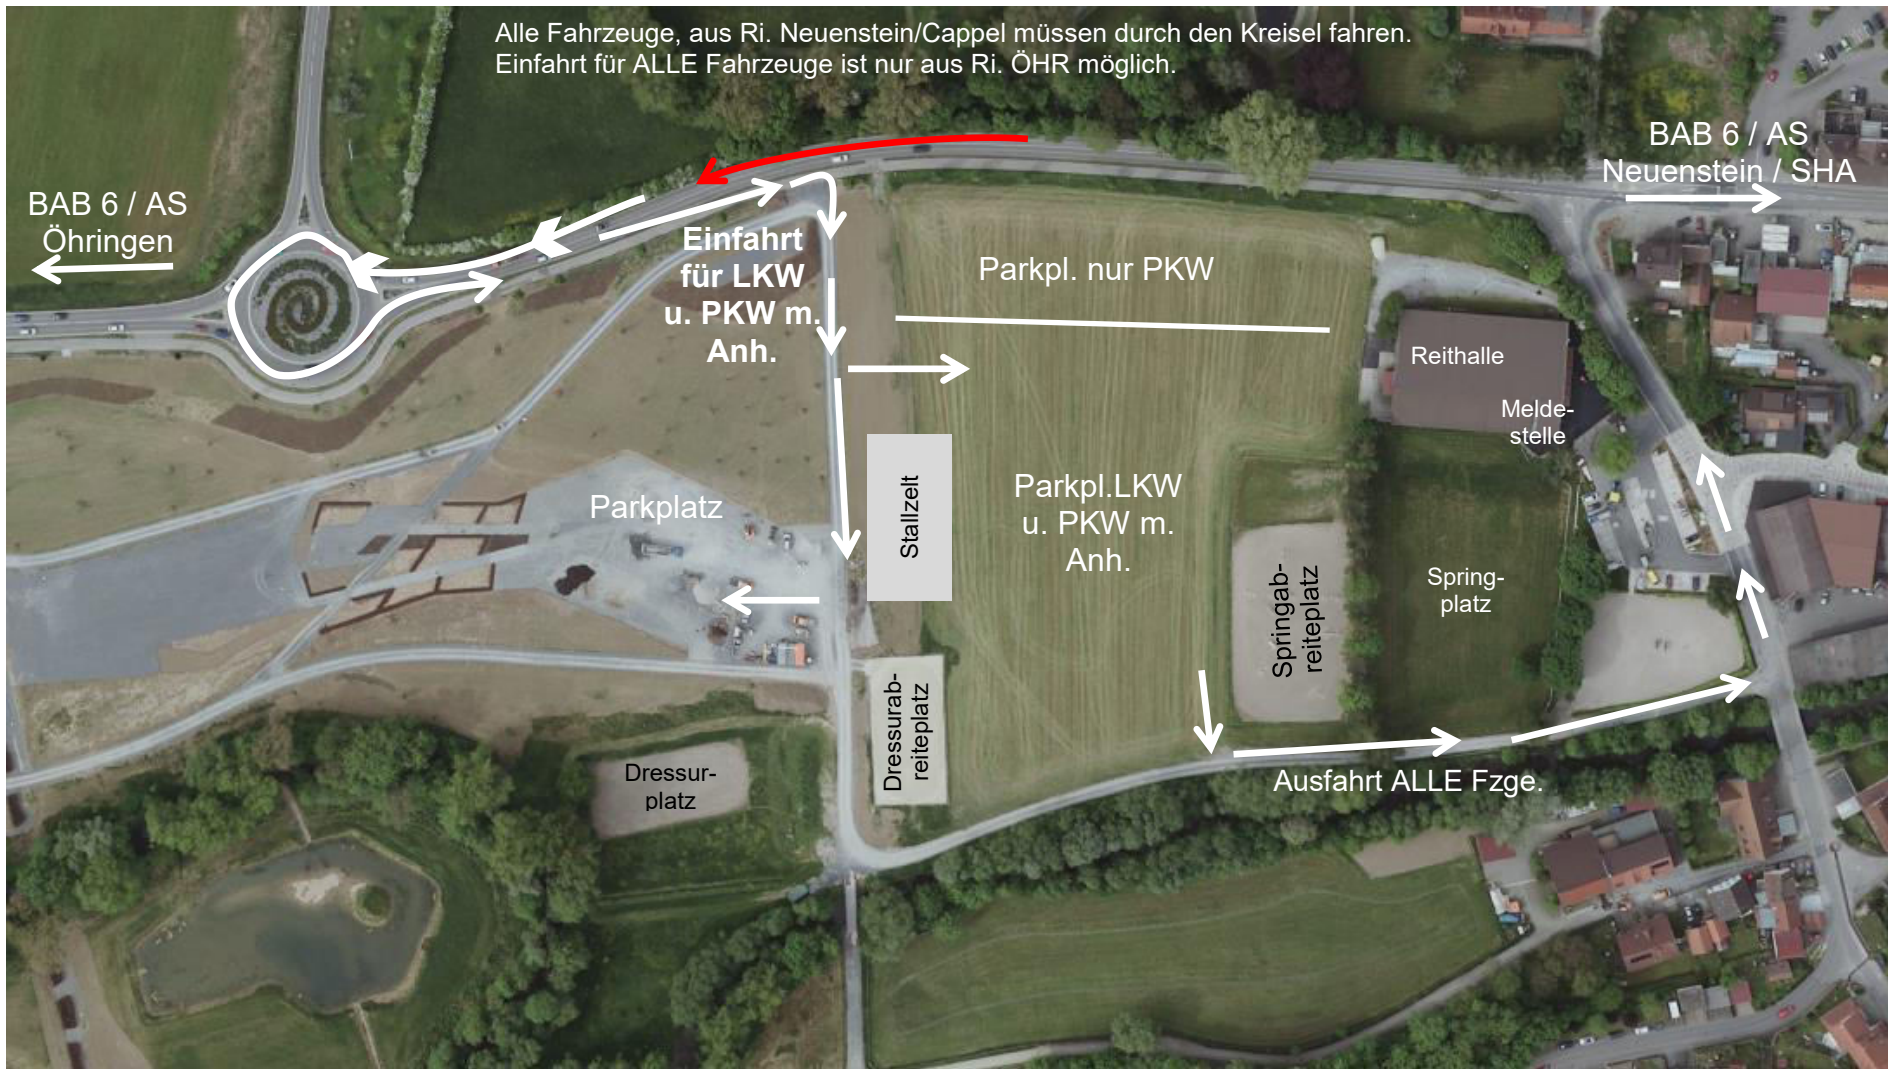 Alle Fahrzeuge, aus Ri. Neuenstein/Cappel müssen durch den Kreisel fahren.
Einfahrt für ALLE Fahrzeuge ist nur aus Ri. ÖHR möglich.
BAB 6 / AS
Neuenstein / SHA
BAB 6 / AS
Öhringen
Einfahrt
für LKW
u. PKW m.
Anh.
Parkpl. nur PKW
Reithalle
Melde-
stelle
Parkplatz
Stallzelt
Parkpl.LKW
u. PKW m.
Anh.
Springab-
reiteplatz
Spring-
platz
Dressurab-
reiteplatz
Dressur-
platz
Ausfahrt ALLE Fzge.